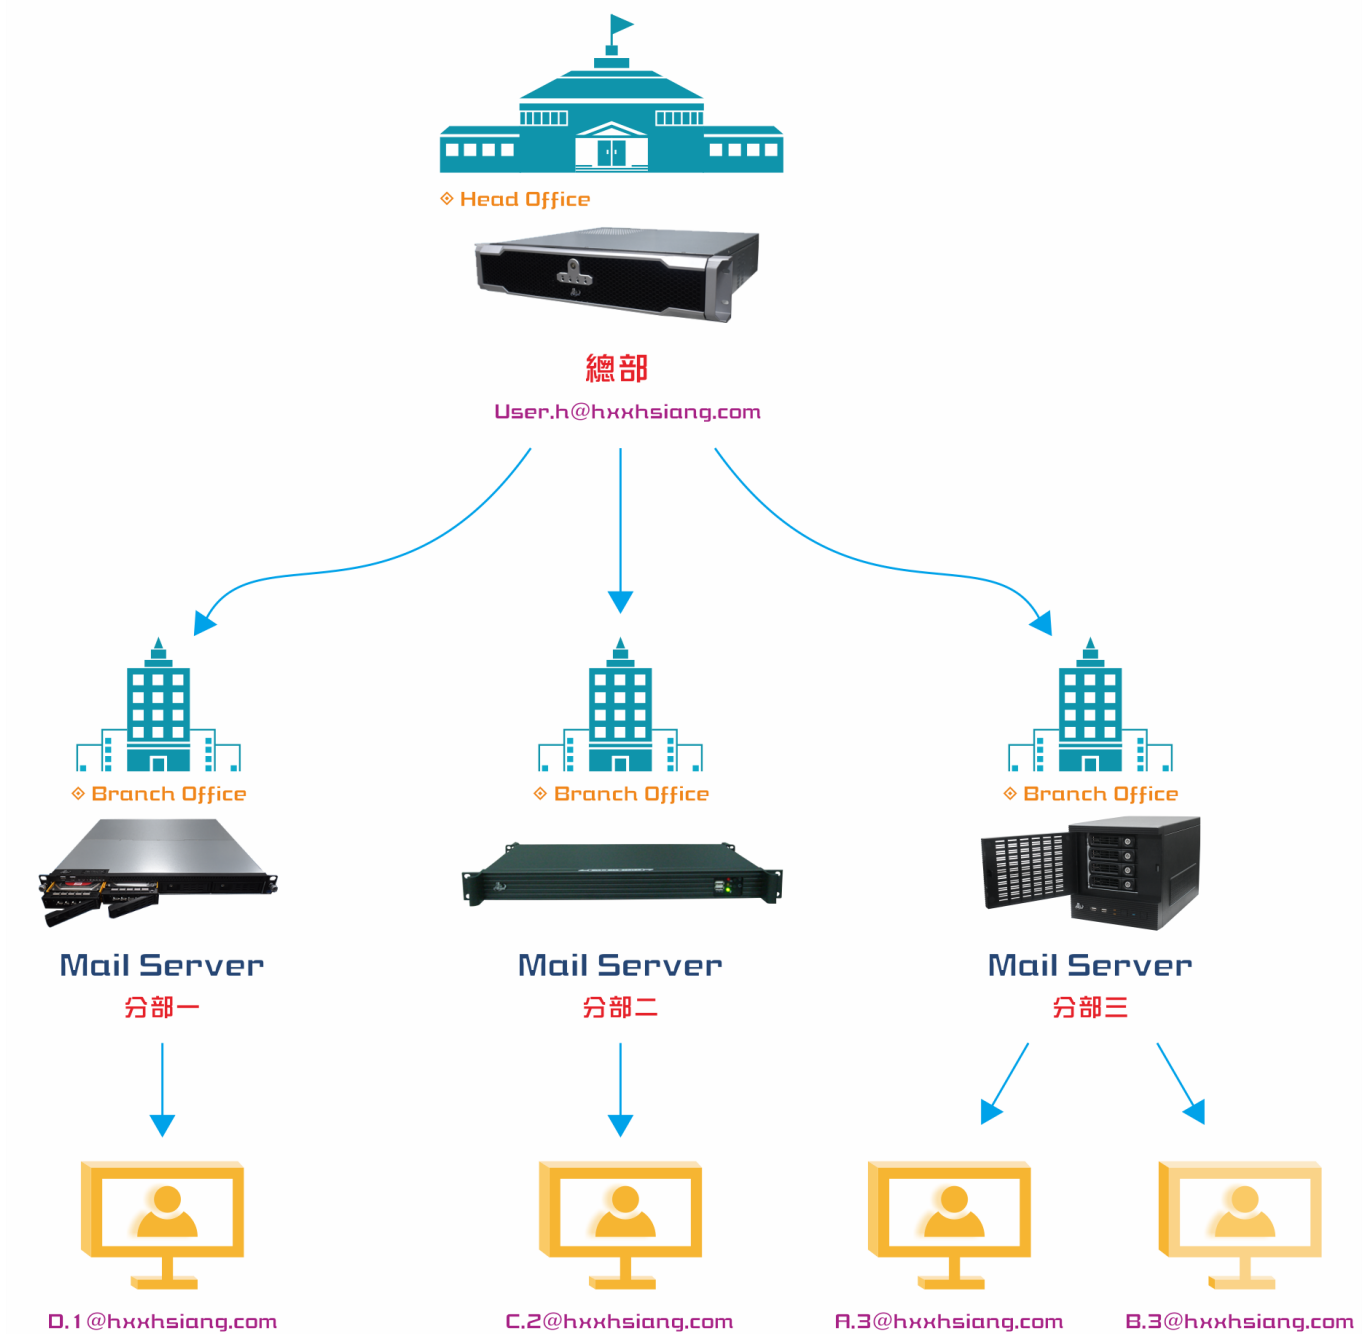 Head Office
總部
User.h@hxxhsiang.com
Branch Office
Branch Office
Branch Office
Mail Server
Mail Server
Mail Server
分部一
分部二
分部三
D.1@hxxhsiang.com
C.2@hxxhsiang.com
A.3@hxxhsiang.com
B.3@hxxhsiang.com